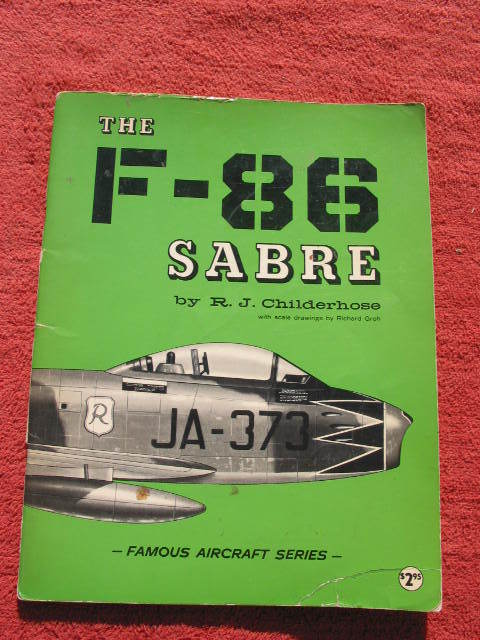 THE
F-86
SABRE
by R. J. Childerhose
with scale drawings by Richard Groh
R
JA-373
– FAMOUS AIRCRAFT SERIES –
$2.95